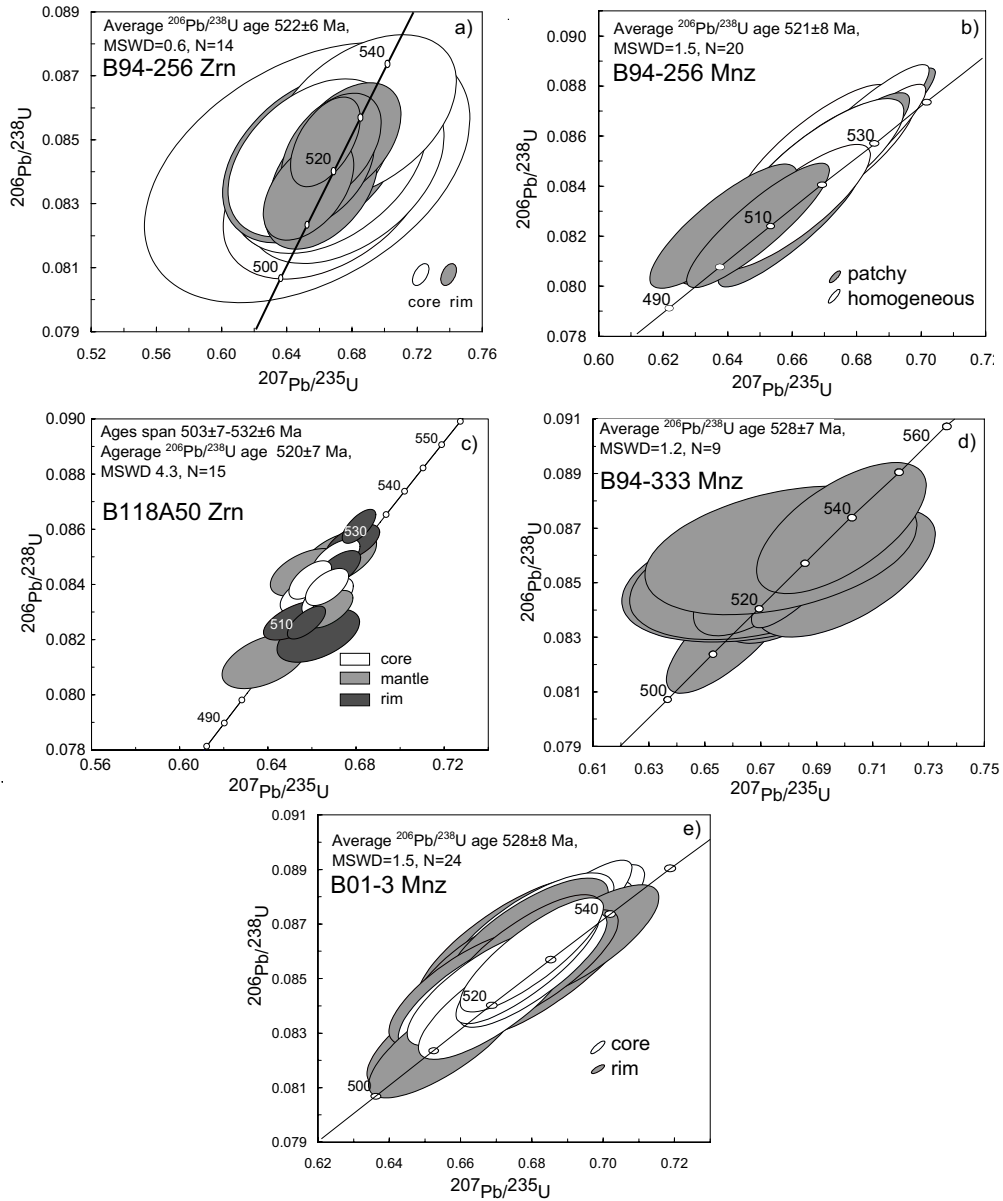 Average ²⁰⁶Pb/²³⁸U age 522±6 Ma,
MSWD=0.6, N=14
B94-256 Zrn
a)
540
520
500
core rim
0.089
0.087
0.085
0.083
0.081
0.079
²⁰⁶Pb/²³⁸U
0.52 0.56 0.60 0.64 0.68 0.72 0.76
²⁰⁷Pb/²³⁵U
Average ²⁰⁶Pb/²³⁸U age 521±8 Ma,
MSWD=1.5, N=20
B94-256 Mnz
b)
530
510
490
patchy
homogeneous
0.090
0.088
0.086
0.084
0.082
0.080
0.078
²⁰⁶Pb/²³⁸U
0.60 0.62 0.64 0.66 0.68 0.70 0.7
²⁰⁷Pb/²³⁵U
Ages span 503±7-532±6 Ma
Agerage ²⁰⁶Pb/²³⁸U age 520±7 Ma,
MSWD 4.3, N=15
B118A50 Zrn
c)
550
540
530
510
490
core
mantle
rim
0.090
0.088
0.086
0.084
0.082
0.080
0.078
²⁰⁶Pb/²³⁸U
0.56 0.60 0.64 0.68 0.72
²⁰⁷Pb/²³⁵U
Average ²⁰⁶Pb/²³⁸U age 528±7 Ma,
MSWD=1.2, N=9
B94-333 Mnz
d)
560
540
520
500
0.091
0.089
0.087
0.085
0.083
0.081
0.079
²⁰⁶Pb/²³⁸U
0.61 0.63 0.65 0.67 0.69 0.71 0.73 0.75
²⁰⁷Pb/²³⁵U
Average ²⁰⁶Pb/²³⁸U age 528±8 Ma,
MSWD=1.5, N=24
B01-3 Mnz
e)
540
520
500
core
rim
0.091
0.089
0.087
0.085
0.083
0.081
0.079
²⁰⁶Pb/²³⁸U
0.62 0.64 0.66 0.68 0.70 0.72
²⁰⁷Pb/²³⁵U